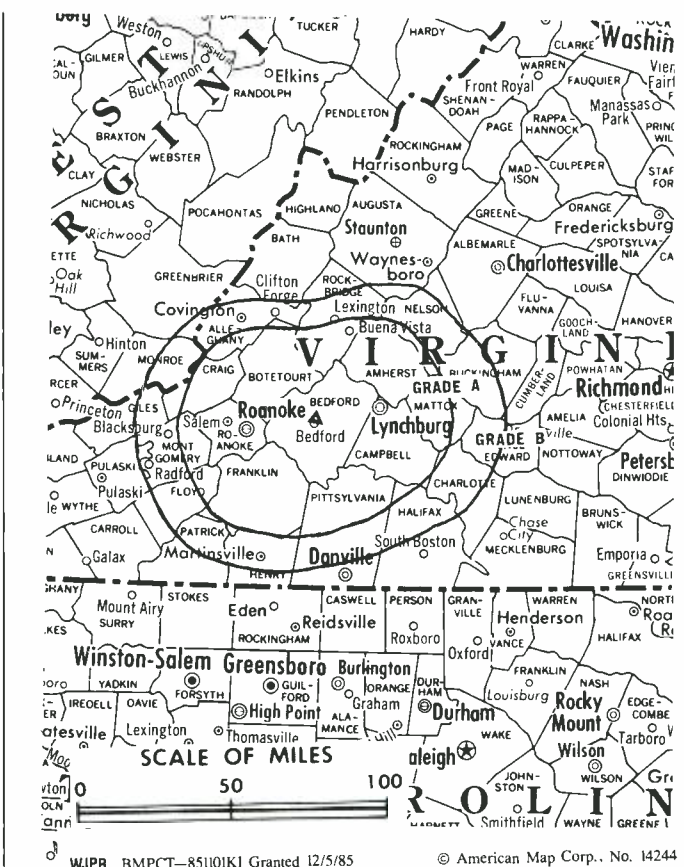 Weston
TUCKER
HARDY
CLARKE
Washin
GILMER
LEWIS
WARREN
Buckhannon
Elkins
Front Royal
FAUQUIER
RANDOLPH
SHENAN-
DOAH
Manassas
Park
PENDLETON
PAGE
RAPPA-
HANNOCK
BRAXTON
ROCKINGHAM
WEBSTER
Harrisonburg
MAD-
ISON
CULPEPER
CLAY
NICHOLAS
POCAHONTAS
HIGHLAND
AUGUSTA
GREENE
ORANGE
Fredericksburg
Richwood
Staunton
BATH
ALBEMARLE
SPOTSYLVA-
NIA
Waynes-
boro
Charlottesville
Oak
Hill
GREENBRIER
Clifton
Forge
ROCK-
BRIDGE
LOUISA
Covington
Lexington
NELSON
FLU-
VANNA
ALLE-
GHANY
Buena Vista
GOOCH-
LAND
HANOVER
Hinton
SUM-
MERS
MONROE
VIRGINI
CRAIG
BOTETOURT
AMHERST
BUCKINGHAM
CUMBER-
LAND
POWHATAN
GRADE A
Richmond
Princeton
GILES
Blacksburg
Salem
Roanoke
BEDFORD
Bedford
MATTOX
Lynchburg
CHESTERFIELD
AMELIA
Colonial Hts.
RO-
ANOKE
GRADE B
ville
MONT
GOMERY
CAMPBELL
EDWARD
NOTTOWAY
PULASKI
Radford
FRANKLIN
Petersb
DINWIDDIE
Pulaski
FLOYD
PITTSYLVANIA
CHARLOTTE
WYTHE
HALIFAX
LUNENBURG
BRUNS-
WICK
CARROLL
PATRICK
South Boston
Chase
City
Galax
Martinsville
Danville
MECKLENBURG
Emporia
HENRY
GREENSVILLE
STOKES
CASWELL
PERSON
GRAN-
VILLE
WARREN
Mount Airy
SURRY
Eden
Reidsville
Henderson
ROCKINGHAM
Roxboro
Oxford
VANCE
HALIFAX
Winston-Salem
Greensboro
Burlington
FRANKLIN
NASH
YADKIN
FORSYTH
GUIL-
FORD
ORANGE
DUR-
HAM
Louisburg
EDGE-
COMBE
IREDELL
DAVIE
High Point
Graham
ALA-
MANCE
Durham
Rocky
Mount
Tarboro
atesville
Lexington
Thomasville
WAKE
Wilson
SCALE OF MILES
aleigh
WILSON
0 50 100
JOHN-
STON
ROLIN
Smithfield
WAYNE
GREENE
WJPR BMPCT—851101KI Granted 12/5/85
© American Map Corp., No. 14244